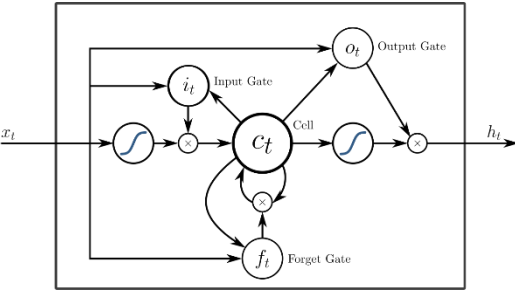 o_t Output Gate
i_t Input Gate
Cell
x_t
×
c_t
×
h_t
×
f_t Forget Gate